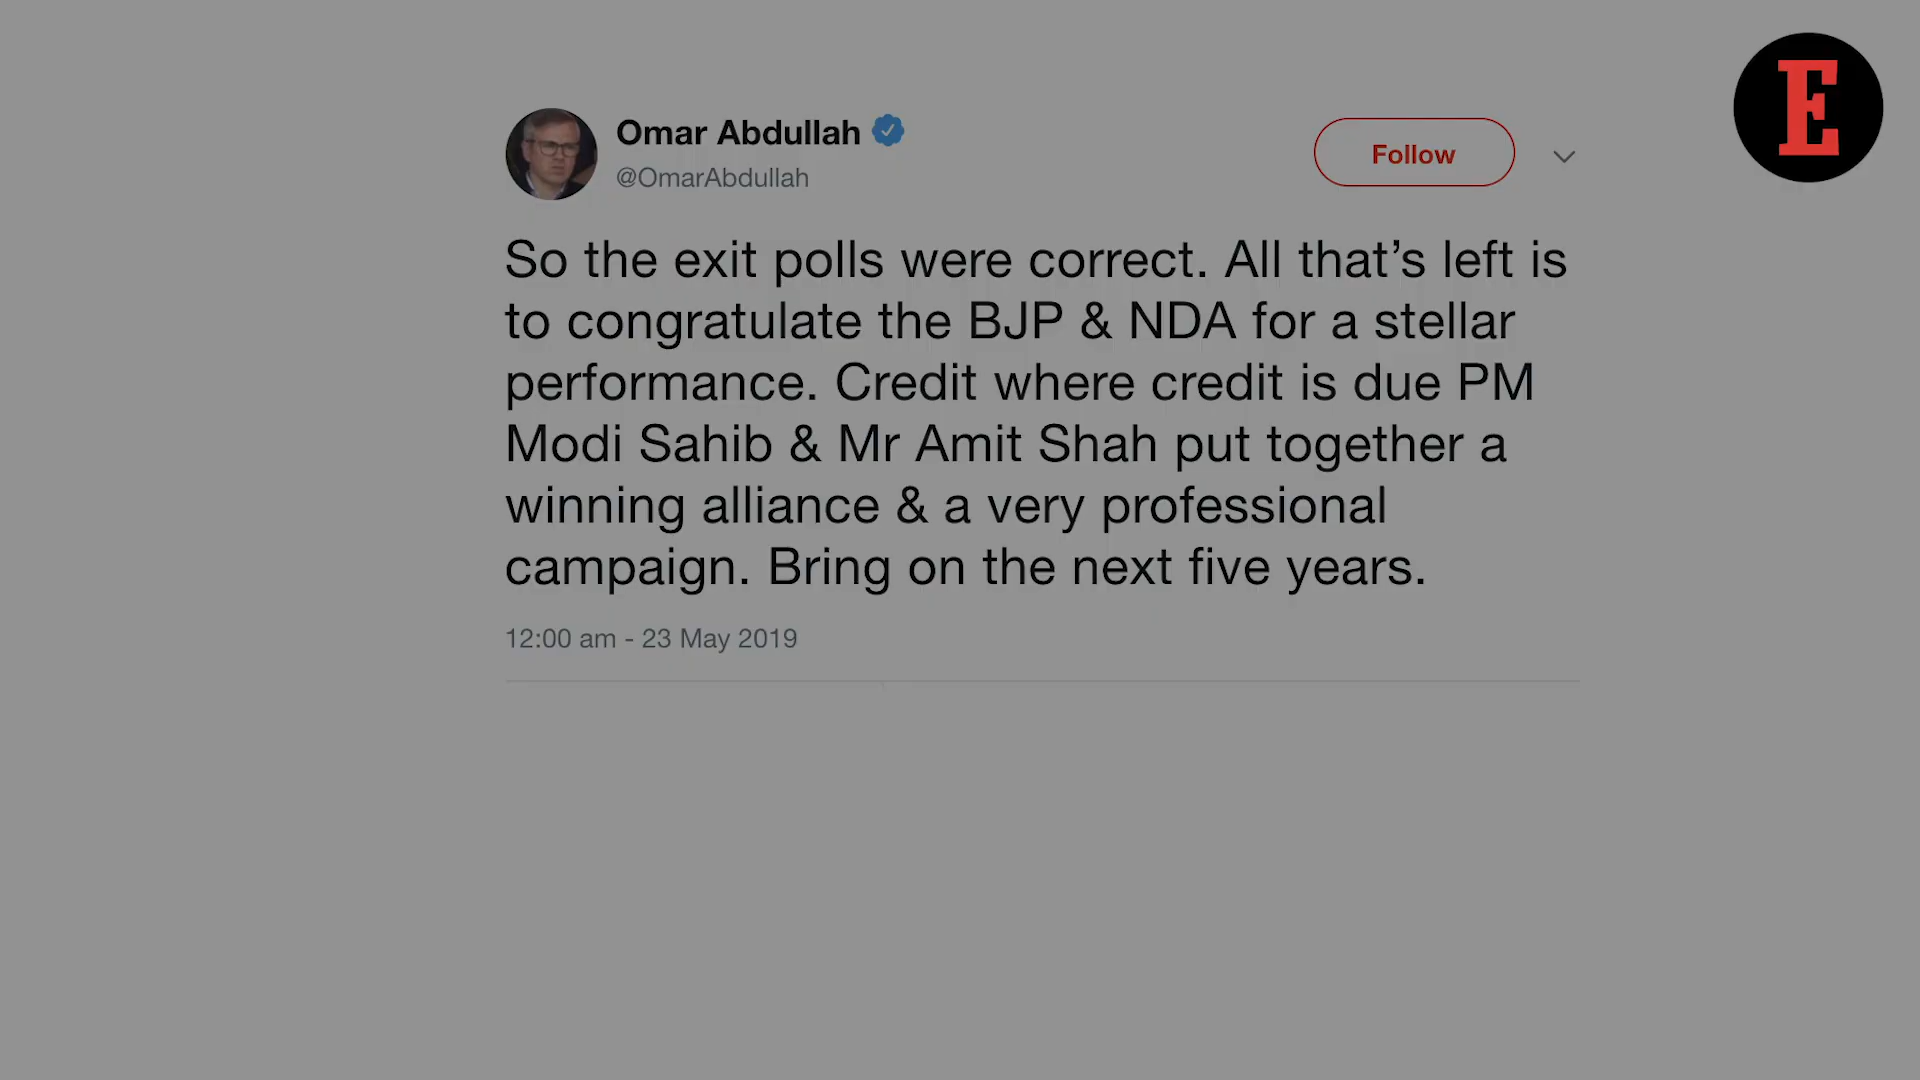 Omar Abdullah
@OmarAbdullah
Follow
E
So the exit polls were correct. All that’s left is
to congratulate the BJP & NDA for a stellar
performance. Credit where credit is due PM
Modi Sahib & Mr Amit Shah put together a
winning alliance & a very professional
campaign. Bring on the next five years.
12:00 am - 23 May 2019